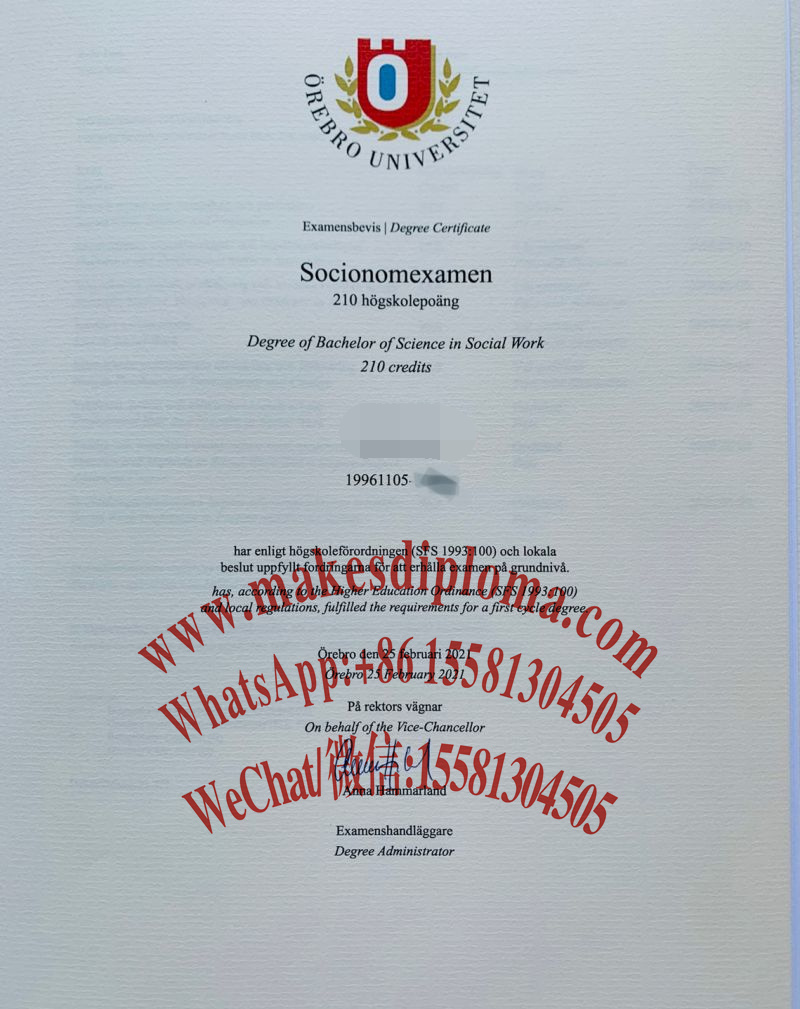 ÖREBRO UNIVERSITET
Examensbevis | Degree Certificate
Socionomexamen
210 högskolepoäng
Degree of Bachelor of Science in Social Work
210 credits
19961105-
har enligt högskoleförordningen (SFS 1993:100) och lokala
beslut uppfyllt fordringarna för att erhålla examen på grundnivå.
has, according to the Higher Education Ordinance (SFS 1993:100)
and local regulations, fulfilled the requirements for a first cycle degree.
www.makesdiploma.com
Örebro den 25 februari 2021
Örebro 25 February 2021
WhatsApp:+86 15581304505
På rektors vägnar
On behalf of the Vice-Chancellor
WeChat/微信:15581304505
Anna Hammarland
Examenshandläggare
Degree Administrator